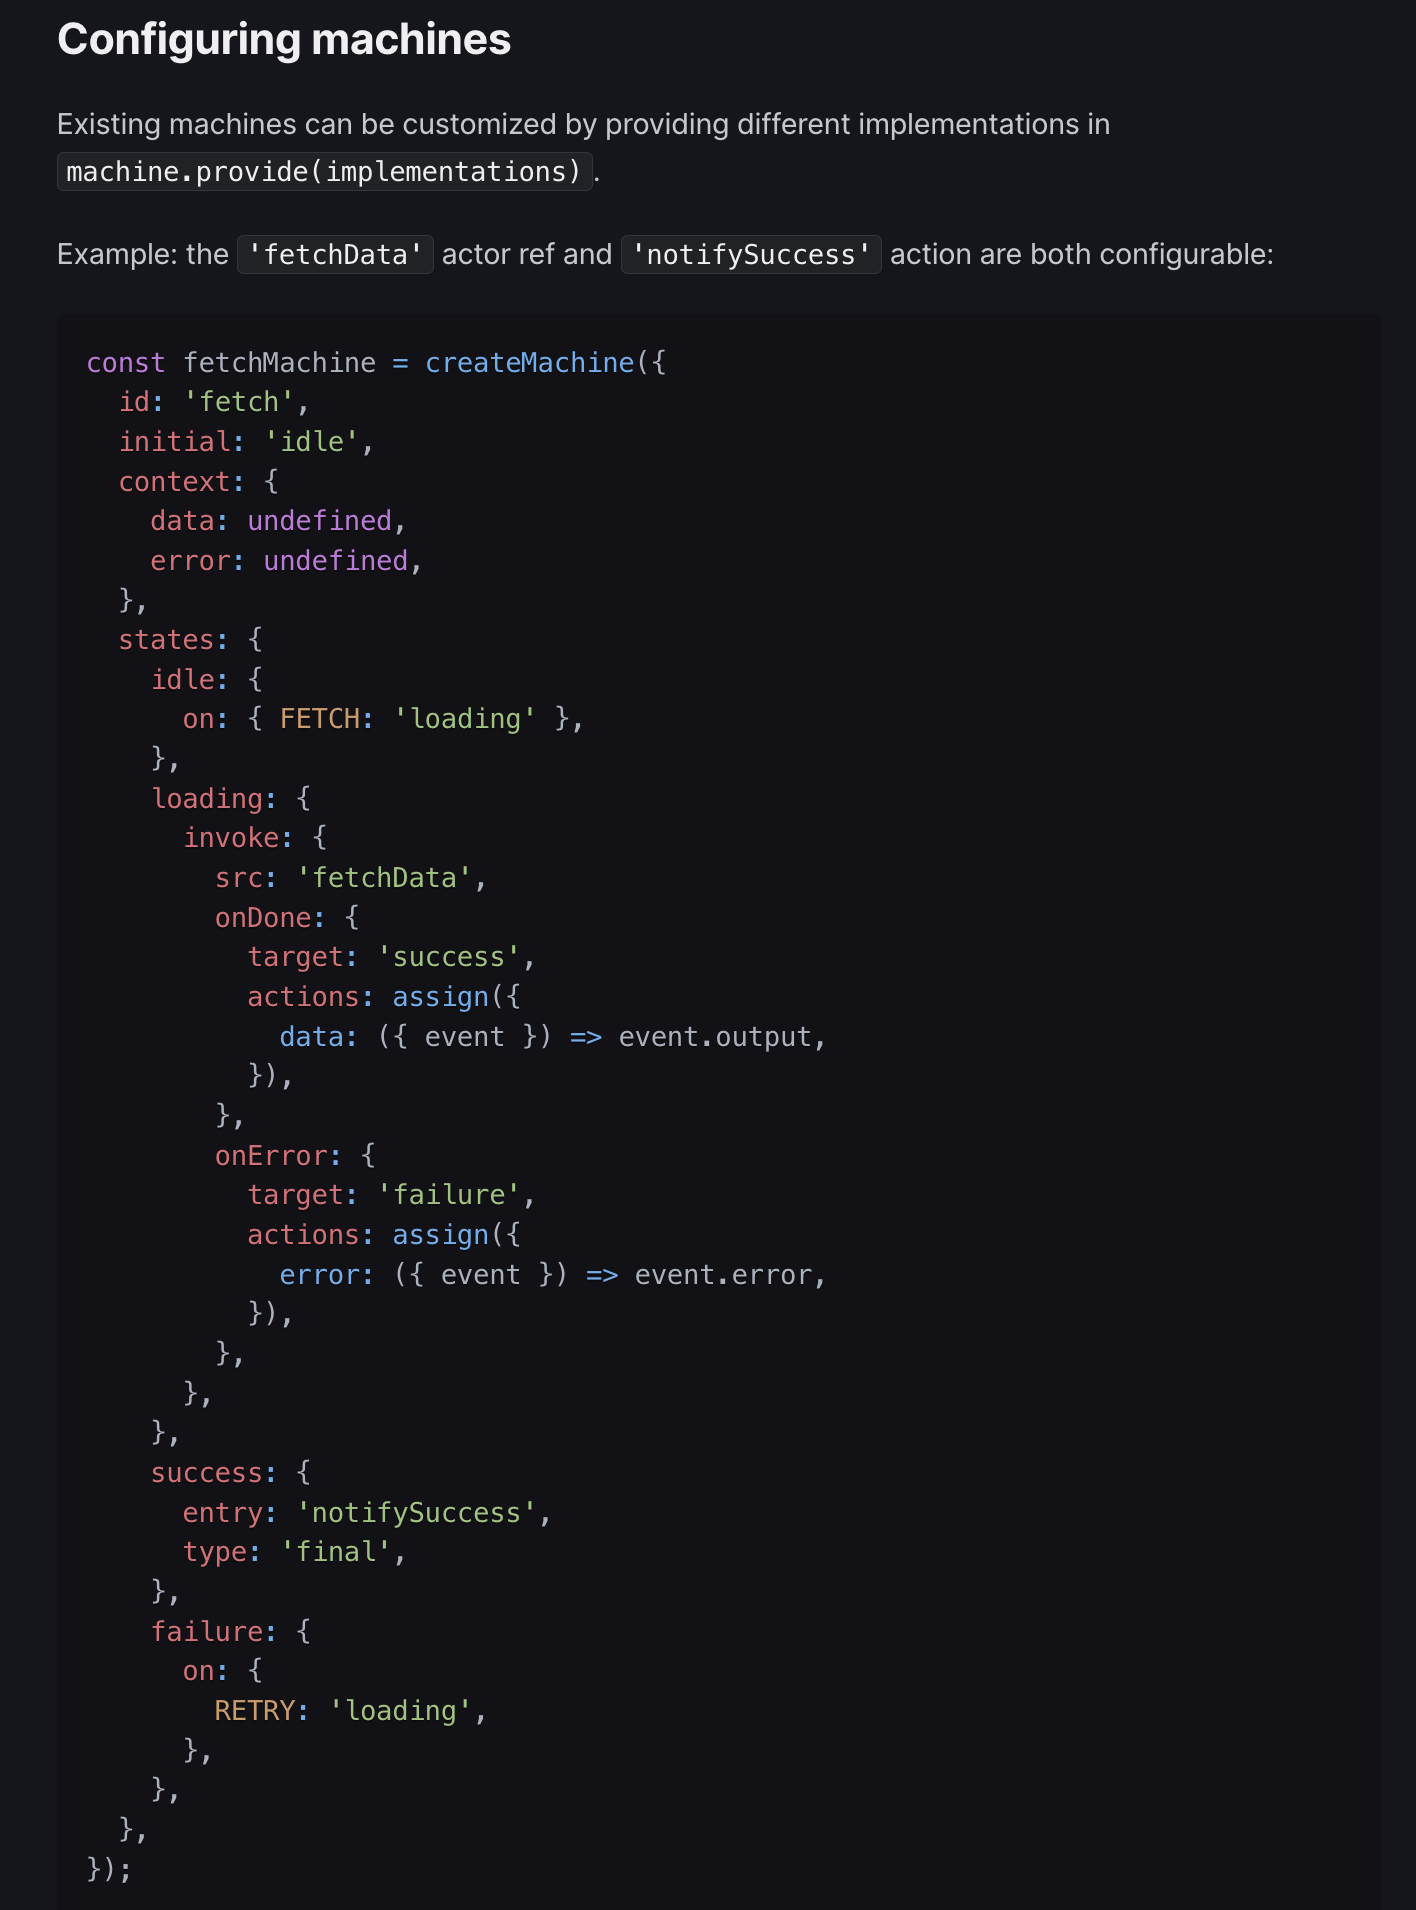 Configuring machines
Existing machines can be customized by providing different implementations in
machine.provide(implementations).
Example: the 'fetchData' actor ref and 'notifySuccess' action are both configurable:
const fetchMachine = createMachine({
  id: 'fetch',
  initial: 'idle',
  context: {
    data: undefined,
    error: undefined,
  },
  states: {
    idle: {
      on: { FETCH: 'loading' },
    },
    loading: {
      invoke: {
        src: 'fetchData',
        onDone: {
          target: 'success',
          actions: assign({
            data: ({ event }) => event.output,
          }),
        },
        onError: {
          target: 'failure',
          actions: assign({
            error: ({ event }) => event.error,
          }),
        },
      },
    },
    success: {
      entry: 'notifySuccess',
      type: 'final',
    },
    failure: {
      on: {
        RETRY: 'loading',
      },
    },
  },
});